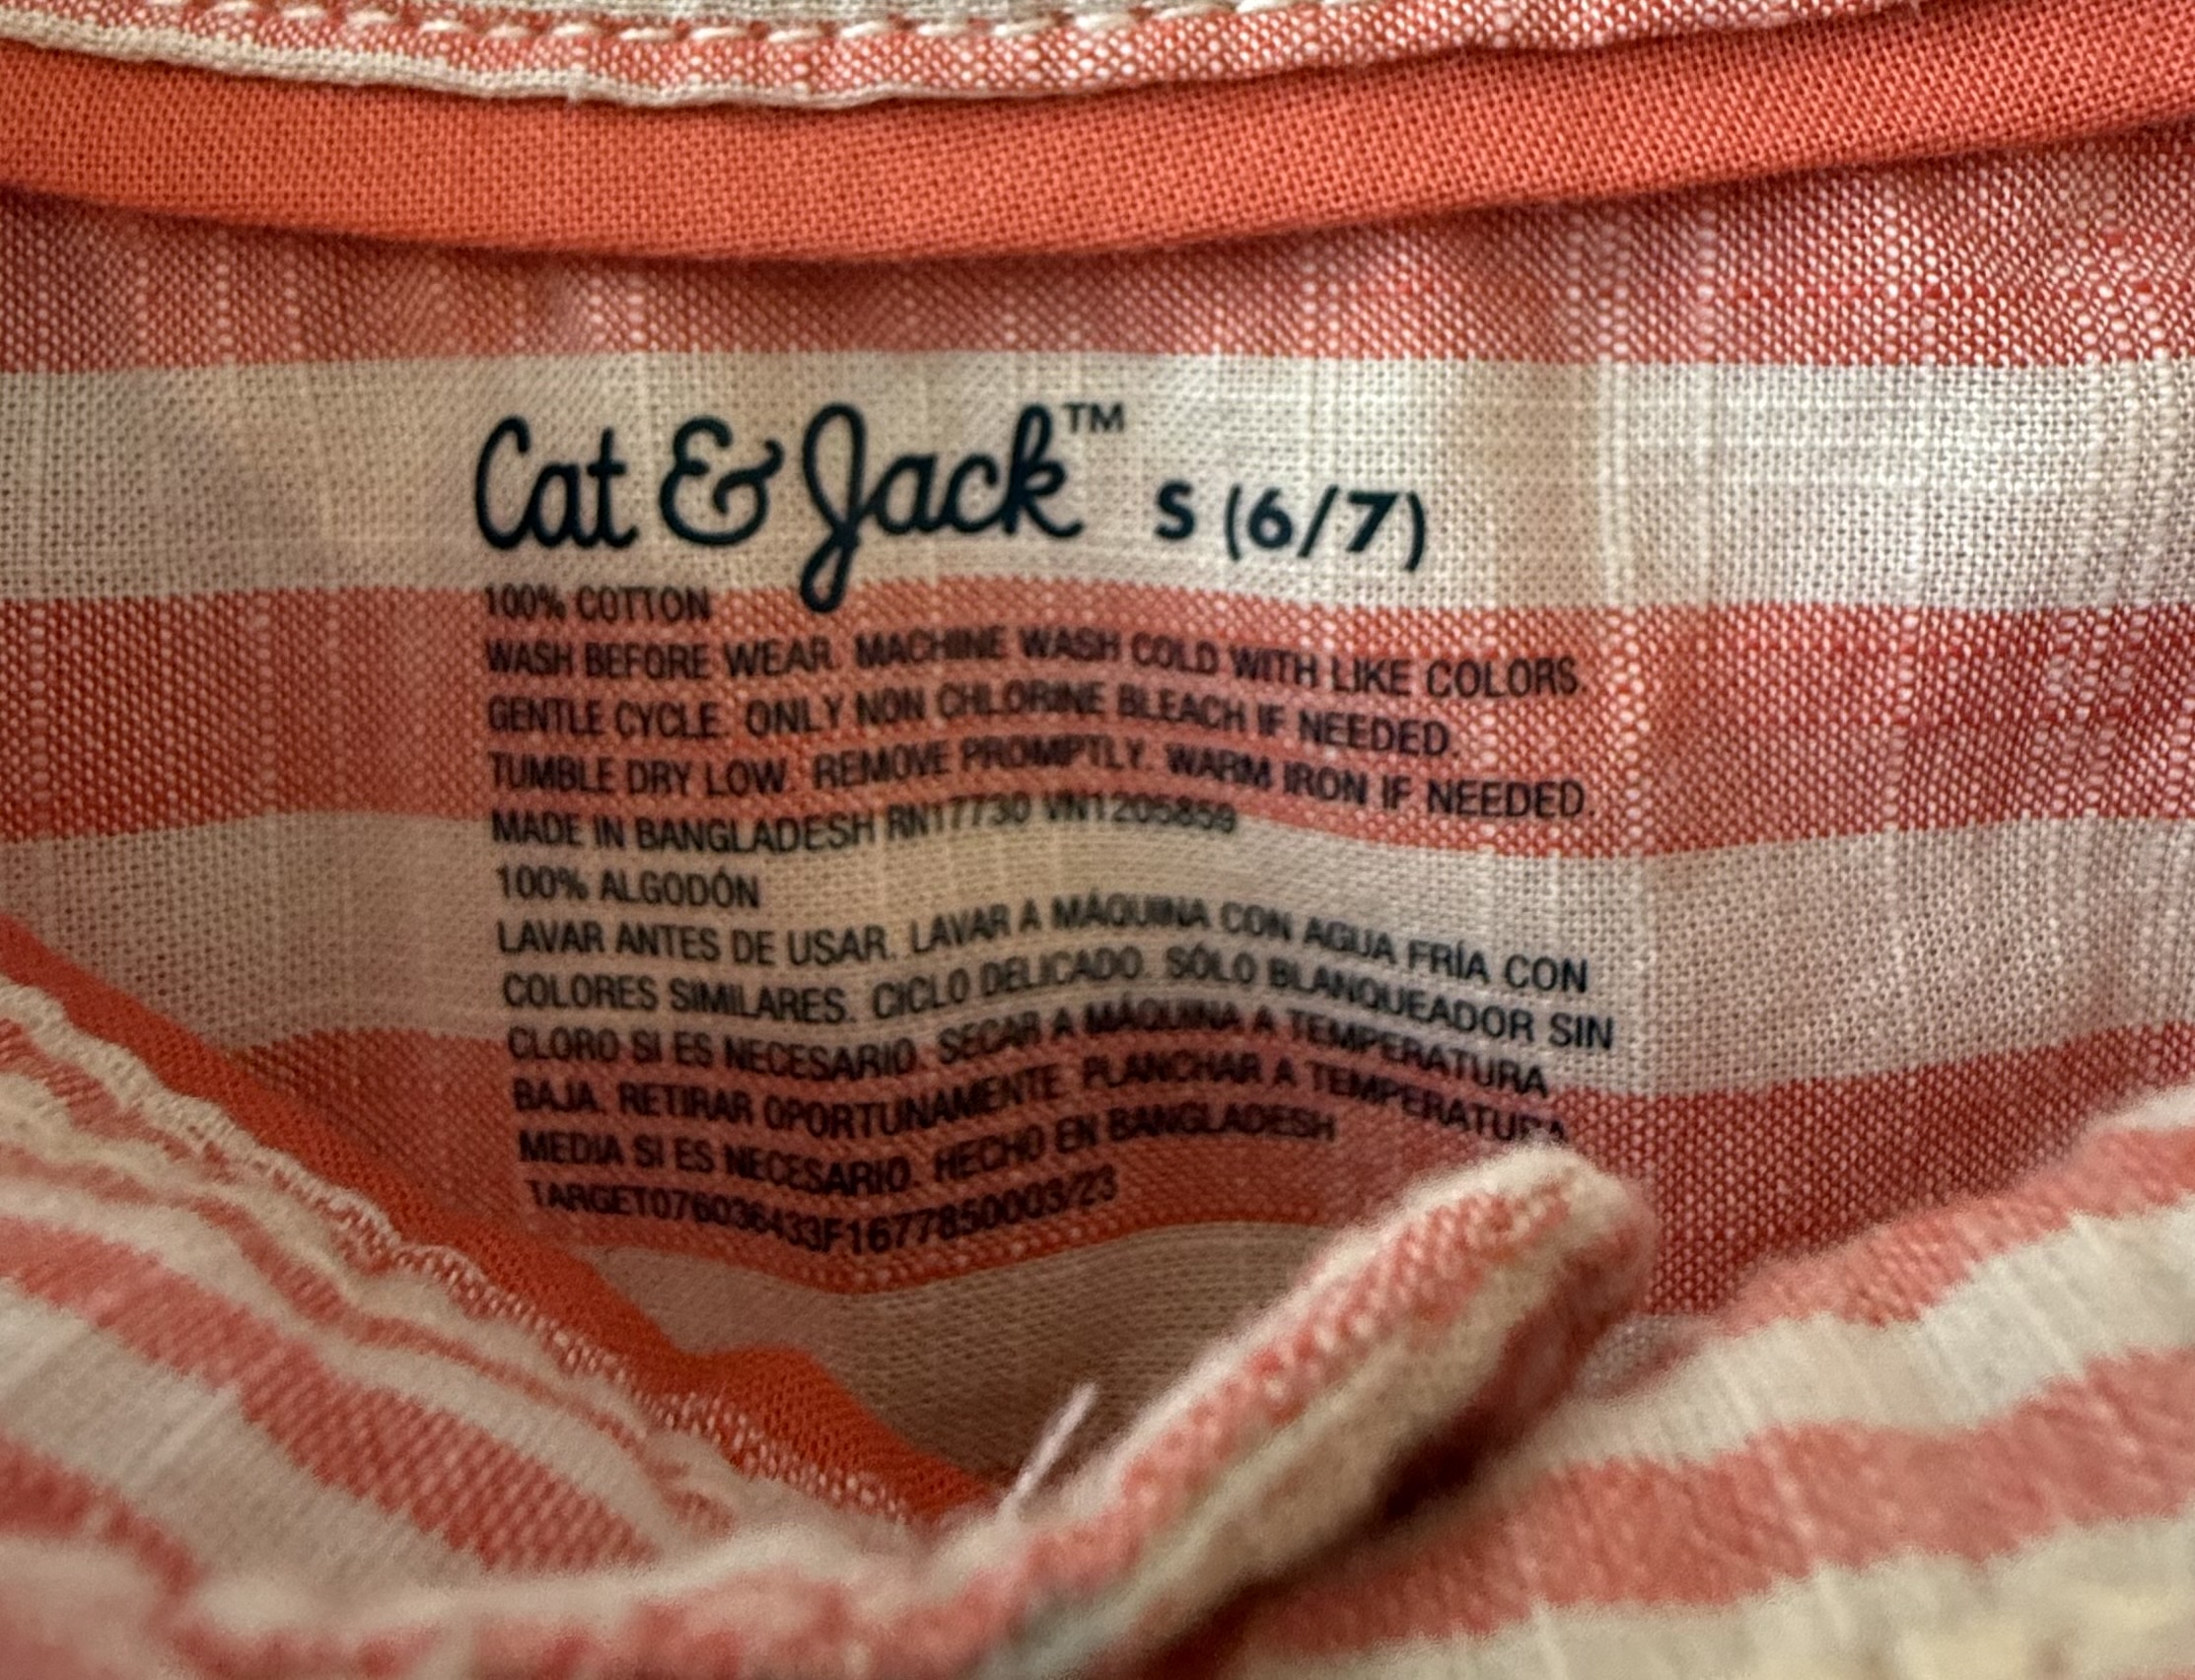 Cat & Jack™ S (6/7)
100% COTTON
WASH BEFORE WEAR. MACHINE WASH COLD WITH LIKE COLORS.
GENTLE CYCLE. ONLY NON CHLORINE BLEACH IF NEEDED.
TUMBLE DRY LOW. REMOVE PROMPTLY. WARM IRON IF NEEDED.
MADE IN BANGLADESH RN17730 VN1205859
100% ALGODÓN
LAVAR ANTES DE USAR. LAVAR A MÁQUINA CON AGUA FRÍA CON
COLORES SIMILARES. CICLO DELICADO. SÓLO BLANQUEADOR SIN
CLORO SI ES NECESARIO. SECAR A MÁQUINA A TEMPERATURA
BAJA. RETIRAR OPORTUNAMENTE. PLANCHAR A TEMPERATURA
MEDIA SI ES NECESARIO. HECHO EN BANGLADESH
TARGET076036433F1677850003/23